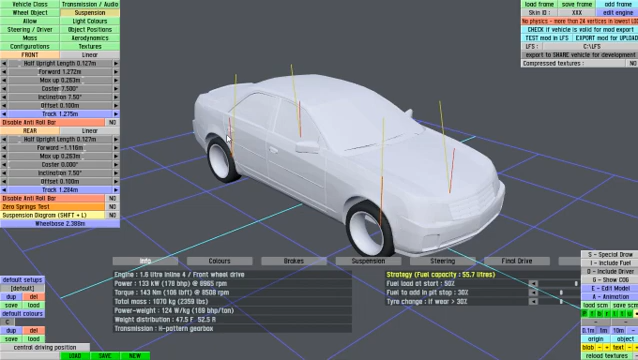 Vehicle Class Transmission / Audio
Wheel Object Suspension
Allow Light Colours
Steering / Driver Object Positions
Mass Aerodynamics
Configurations Textures
FRONT Linear
Half Upright Length 0.127m
Forward 1.272m
Max up 0.263m
Caster 7.500°
Inclination 7.50°
Offset 0.100m
Track 1.275m
Disable Anti Roll Bar NO
REAR Linear
Half Upright Length 0.127m
Forward -1.116m
Max up 0.263m
Caster 0.000°
Inclination 7.50°
Offset 0.100m
Track 1.284m
Disable Anti Roll Bar NO
Zero Springs Test NO
Suspension Diagram (SHIFT + L) NO
Wheelbase 2.388m
load frame save frame add frame
Skin ID : XXX edit engine
No physics - more than 24 vertices in lowest LOD
CHECK if vehicle is valid for mod export
TEST mod in LFS EXPORT mod for UPLOAD
LFS : C:\LFS
export to SHARE vehicle for development
Compressed textures : NO
Info Colours Brakes Suspension Steering Final Drive
Engine : 1.6 litre inline 4 / Front wheel drive
Power : 133 kW (178 bhp) @ 8965 rpm
Torque : 143 Nm (106 lbft) @ 8508 rpm
Total mass : 1070 kg (2359 lbs)
Power-weight : 124 W/kg (169 bhp/ton)
Weight distribution : 47.5F 52.5R
Transmission : H-pattern gearbox
Strategy (Fuel capacity : 55.7 litres)
Fuel load at start : 50%
Fuel to add in pit stop : 30%
Tyre change : if wear > 30%
default setups
[default]
dup del
save load
default colours
C
dup del
save load
central driving position
LOAD SAVE NEW
S - Special Draw
I - Include Fuel
D - Include Driver
G - Show COG
E - Edit Model
A - Animation
load scrn save scrn
0.1m 1m 10m
origin object
blob text
reload textures